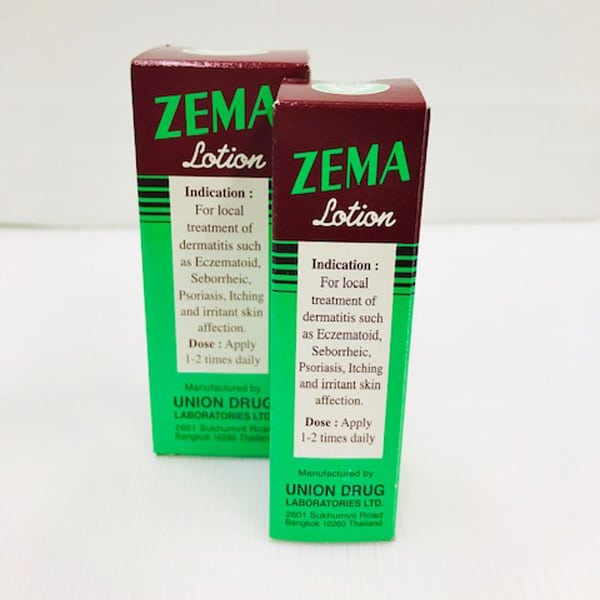 ZEMA
Lotion
Indication :
For local
treatment of
dermatitis such
as Eczematoid,
Seborrheic,
Psoriasis, Itching
and irritant skin
affection.
Dose : Apply
1-2 times daily
Manufactured by
UNION DRUG
LABORATORIES LTD.
2601 Sukhumvit Road
Bangkok 10260 Thailand
ZEMA
Lotion
Indication :
For local
treatment of
dermatitis such
as Eczematoid,
Seborrheic,
Psoriasis, Itching
and irritant skin
affection.
Dose : Apply
1-2 times daily
Manufactured by
UNION DRUG
LABORATORIES LTD.
2601 Sukhumvit Road
Bangkok 10260 Thailand